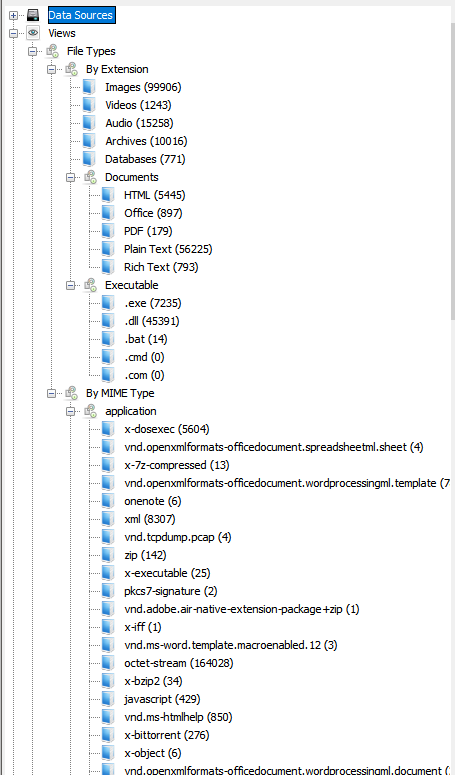 Data Sources
Views
File Types
By Extension
Images (99906)
Videos (1243)
Audio (15258)
Archives (10016)
Databases (771)
Documents
HTML (5445)
Office (897)
PDF (179)
Plain Text (56225)
Rich Text (793)
Executable
.exe (7235)
.dll (45391)
.bat (14)
.cmd (0)
.com (0)
By MIME Type
application
x-dosexec (5604)
vnd.openxmlformats-officedocument.spreadsheetml.sheet (4)
x-7z-compressed (13)
vnd.openxmlformats-officedocument.wordprocessingml.template (7
onenote (6)
xml (8307)
vnd.tcpdump.pcap (4)
zip (142)
x-executable (25)
pkcs7-signature (2)
vnd.adobe.air-native-extension-package+zip (1)
x-iff (1)
vnd.ms-word.template.macroenabled.12 (3)
octet-stream (164028)
x-bzip2 (34)
javascript (429)
vnd.ms-htmlhelp (850)
x-bittorrent (276)
x-object (6)
vnd.openxmlformats-officedocument.wordprocessingml.document (